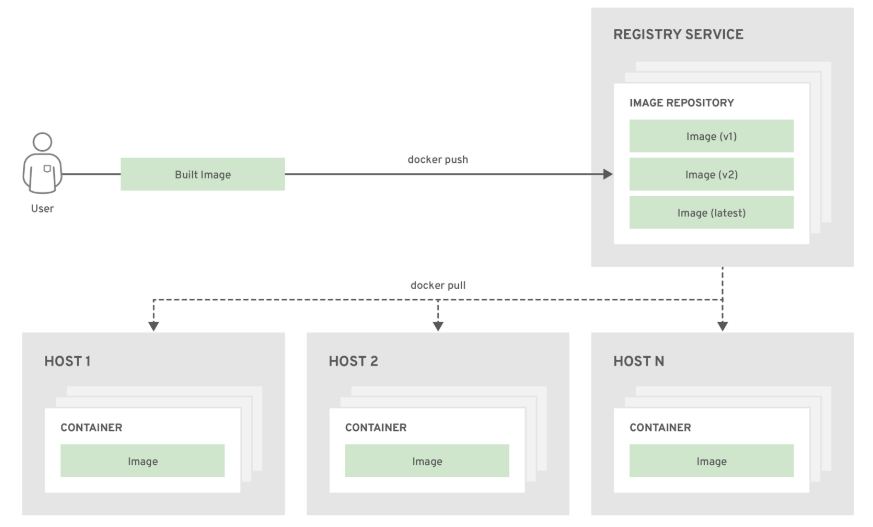 REGISTRY SERVICE
IMAGE REPOSITORY
Image (v1)
docker push
Built Image
Image (v2)
User
Image (latest)
docker pull
HOST 1
HOST 2
HOST N
CONTAINER
CONTAINER
CONTAINER
Image
Image
Image